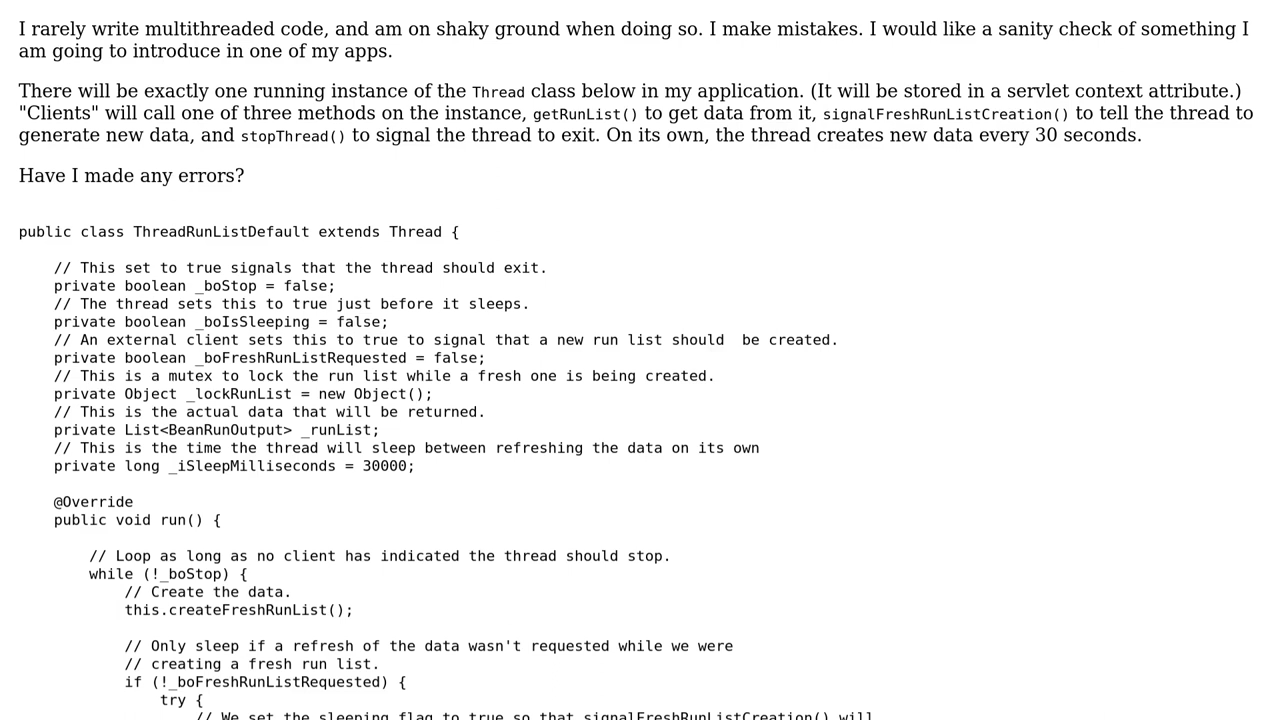 I rarely write multithreaded code, and am on shaky ground when doing so. I make mistakes. I would like a sanity check of something I
am going to introduce in one of my apps.
There will be exactly one running instance of the Thread class below in my application. (It will be stored in a servlet context attribute.)
"Clients" will call one of three methods on the instance, getRunList() to get data from it, signalFreshRunListCreation() to tell the thread to
generate new data, and stopThread() to signal the thread to exit. On its own, the thread creates new data every 30 seconds.
Have I made any errors?
public class ThreadRunListDefault extends Thread {
    // This set to true signals that the thread should exit.
    private boolean _boStop = false;
    // The thread sets this to true just before it sleeps.
    private boolean _boIsSleeping = false;
    // An external client sets this to true to signal that a new run list should  be created.
    private boolean _boFreshRunListRequested = false;
    // This is a mutex to lock the run list while a fresh one is being created.
    private Object _lockRunList = new Object();
    // This is the actual data that will be returned.
    private List<BeanRunOutput> _runList;
    // This is the time the thread will sleep between refreshing the data on its own
    private long _iSleepMilliseconds = 30000;
    @Override
    public void run() {
        // Loop as long as no client has indicated the thread should stop.
        while (!_boStop) {
            // Create the data.
            this.createFreshRunList();
            // Only sleep if a refresh of the data wasn't requested while we were
            // creating a fresh run list.
            if (!_boFreshRunListRequested) {
                try {
                    // We set the sleeping flag to true so that signalFreshRunListCreation() will